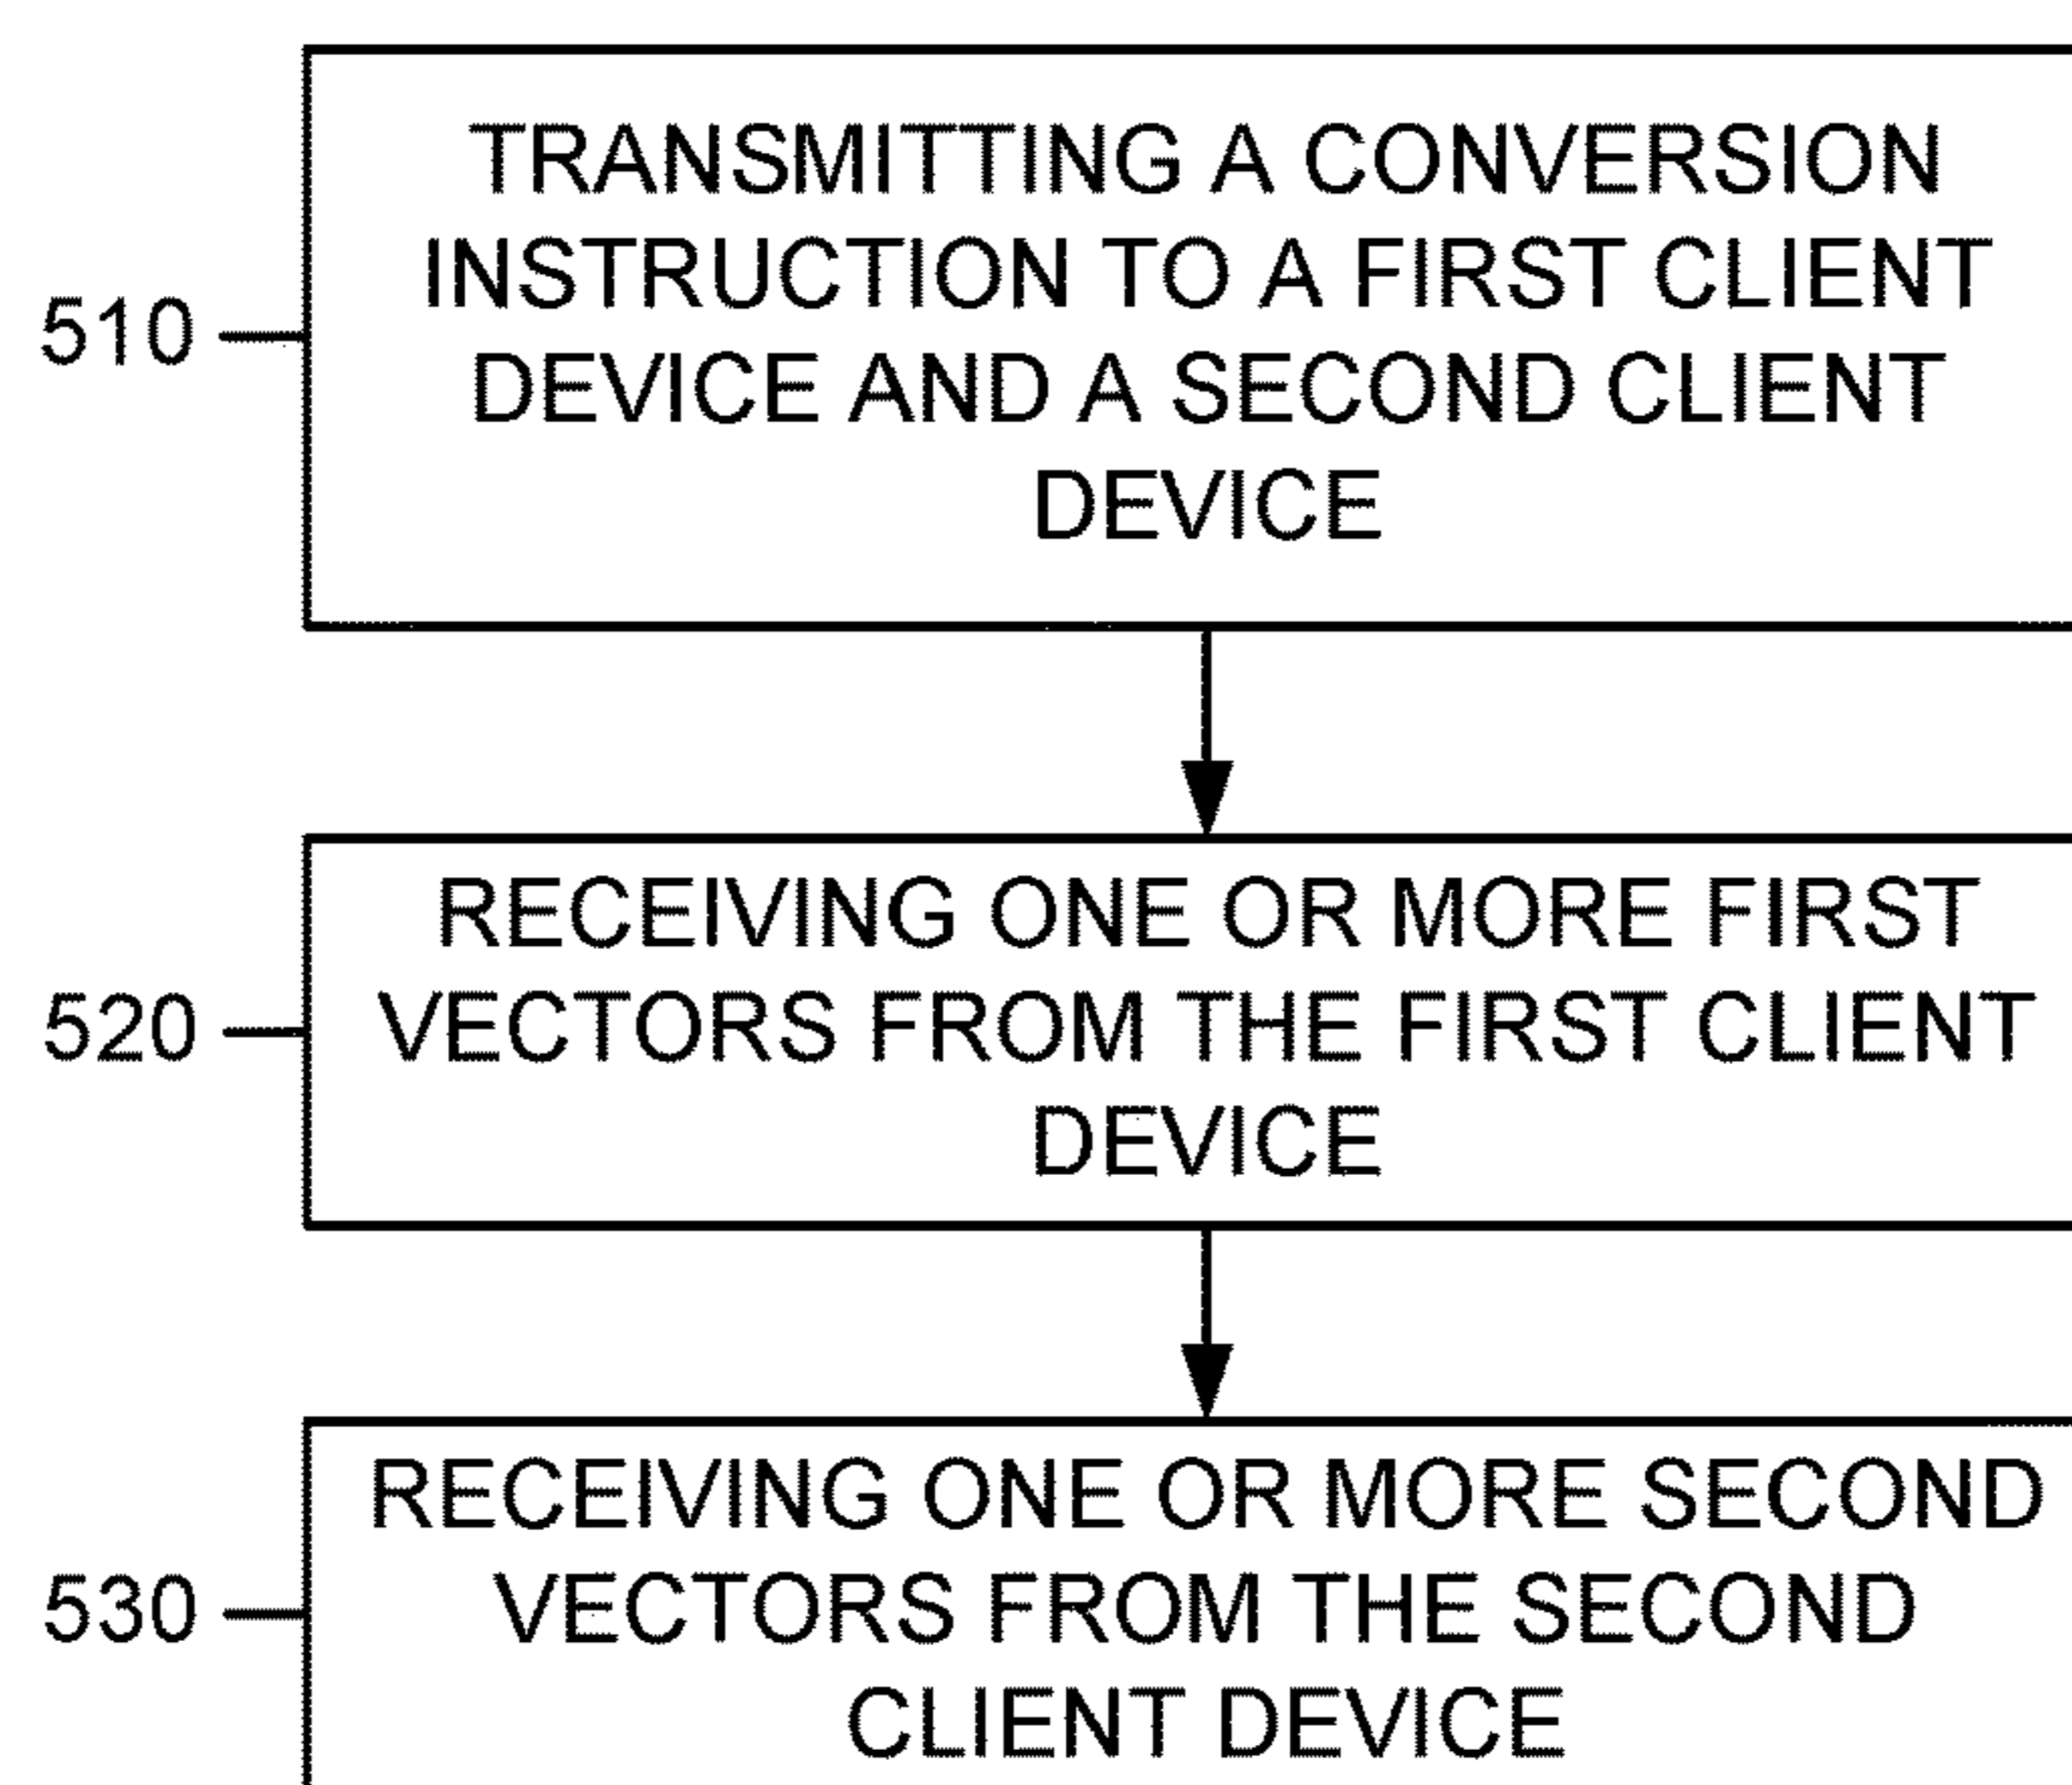 TRANSMITTING A CONVERSION
INSTRUCTION TO A FIRST CLIENT
DEVICE AND A SECOND CLIENT
DEVICE
510
RECEIVING ONE OR MORE FIRST
VECTORS FROM THE FIRST CLIENT
DEVICE
520
RECEIVING ONE OR MORE SECOND
VECTORS FROM THE SECOND
CLIENT DEVICE
530